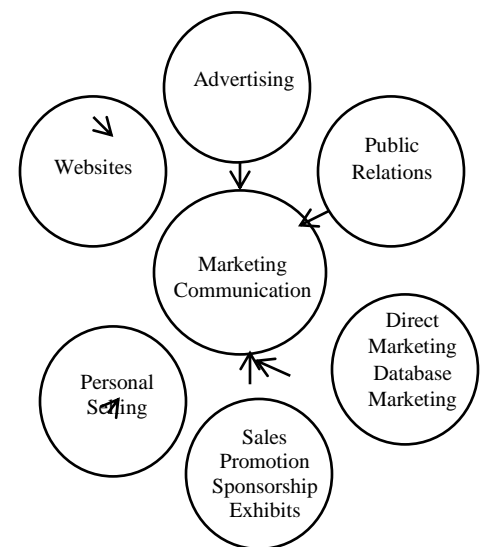 Advertising
Websites
Public
Relations
Marketing
Communication
Direct
Marketing
Database
Marketing
Personal
Selling
Sales
Promotion
Sponsorship
Exhibits